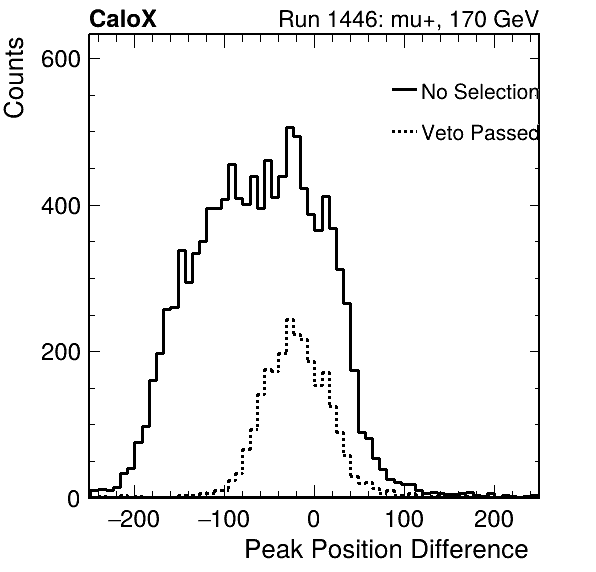 CaloX Run 1446: mu+, 170 GeV
Counts
600
No Selection
Veto Passed
400
200
0
−200 −100 0 100 200
Peak Position Difference